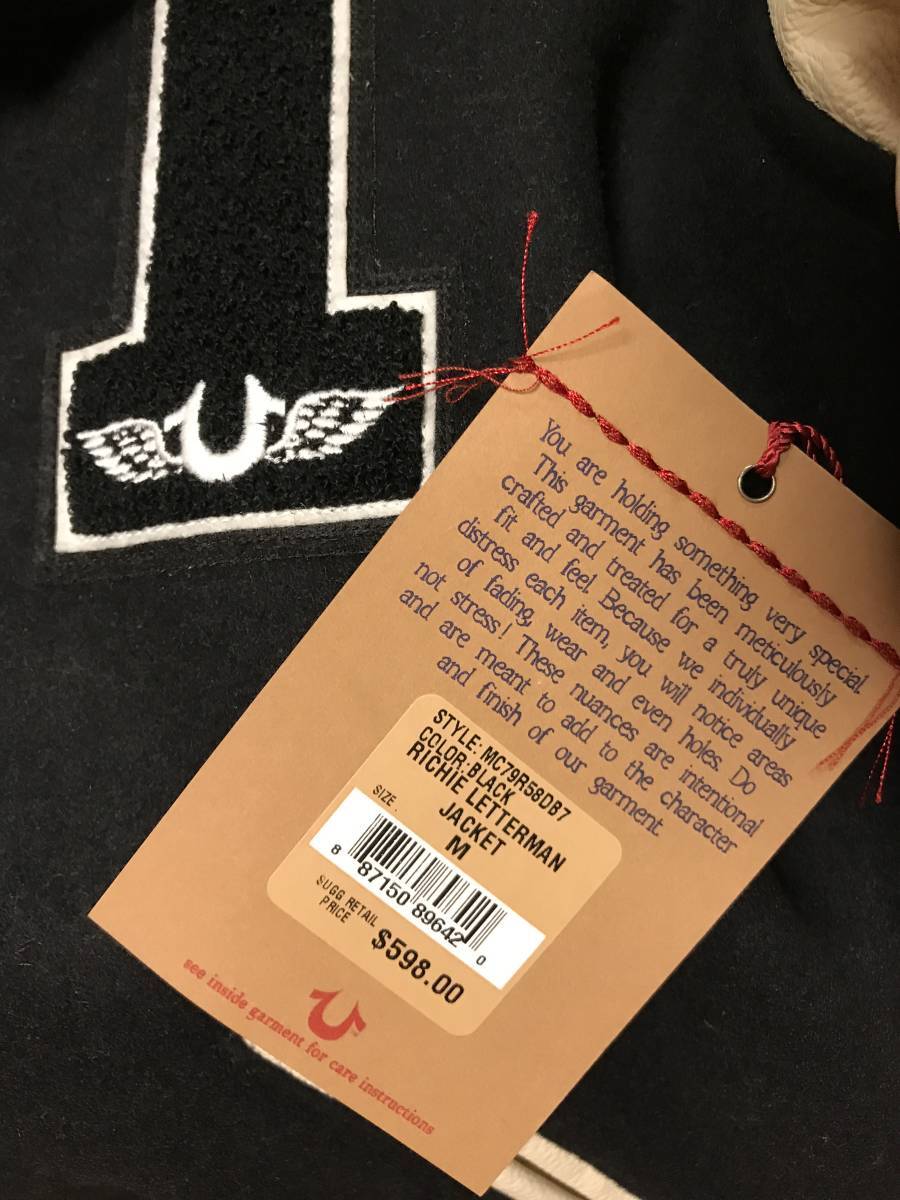 You are holding something very special.
This garment has been meticulously
crafted and treated for a truly unique
fit and feel. Because we individually
distress each item, you will notice areas
of fading, wear and even holes. Do
not stress! These nuances are intentional
and are meant to add to the character
and finish of our garment.
STYLE: MC79R58DB7
COLOR: BLACK
RICHIE LETTERMAN
JACKET
SIZE
M
8 87150 89642 0
SUGG RETAIL
PRICE
$598.00
see inside garment for care instructions